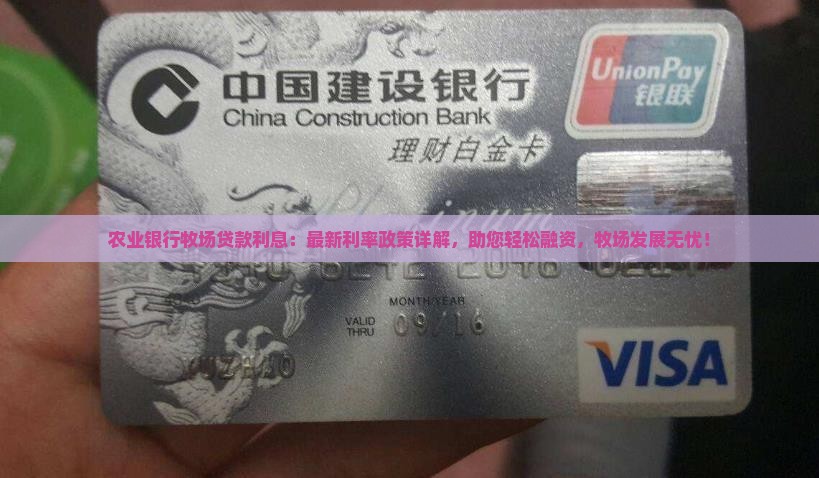 中国建设银行
China Construction Bank
UnionPay
银联
理财白金卡
Platinum
农业银行牧场贷款利息：最新利率政策详解，助您轻松融资，牧场发展无忧！
MONTH/YEAR
VALID
THRU
09/16
VISA